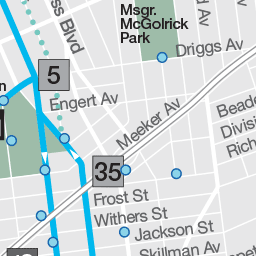 Msgr.
McGolrick
Park
ss Blvd
Driggs Av
5
Engert Av
Meeker Av
Beade
Divisi
Rich
35
Frost St
Withers St
Jackson St
Skillman Av